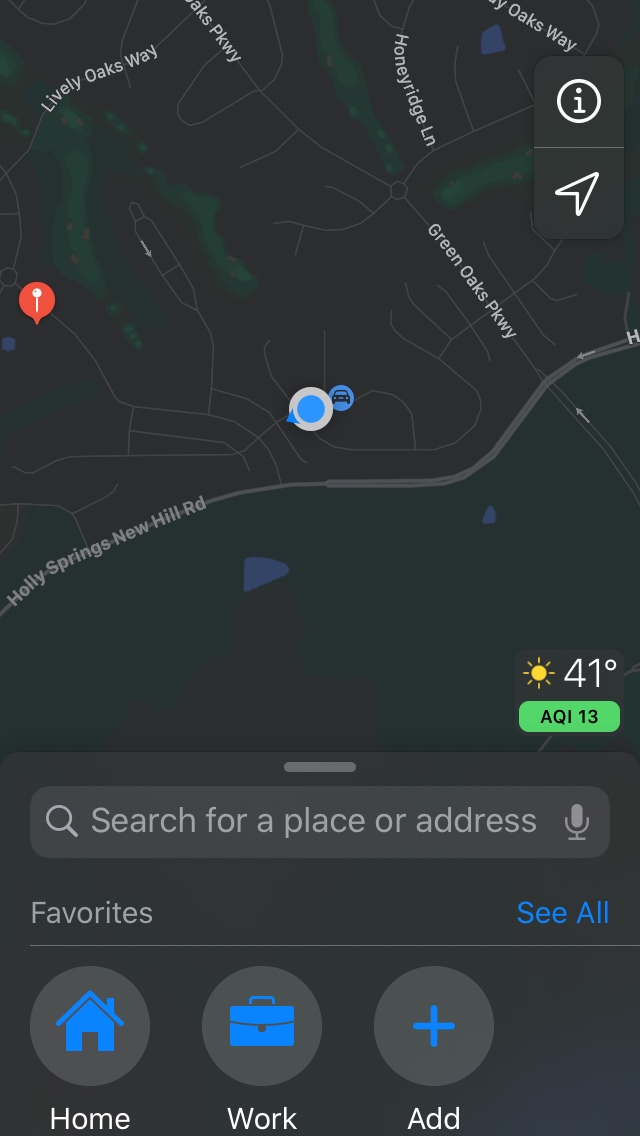 Oaks Pkwy
Oaks Pkwy
Lively Oaks Way
Honeyridge Ln
Green Oaks Pkwy
H
Holly Springs New Hill Rd
41°
AQI 13
Search for a place or address
Favorites
See All
Home
Work
Add